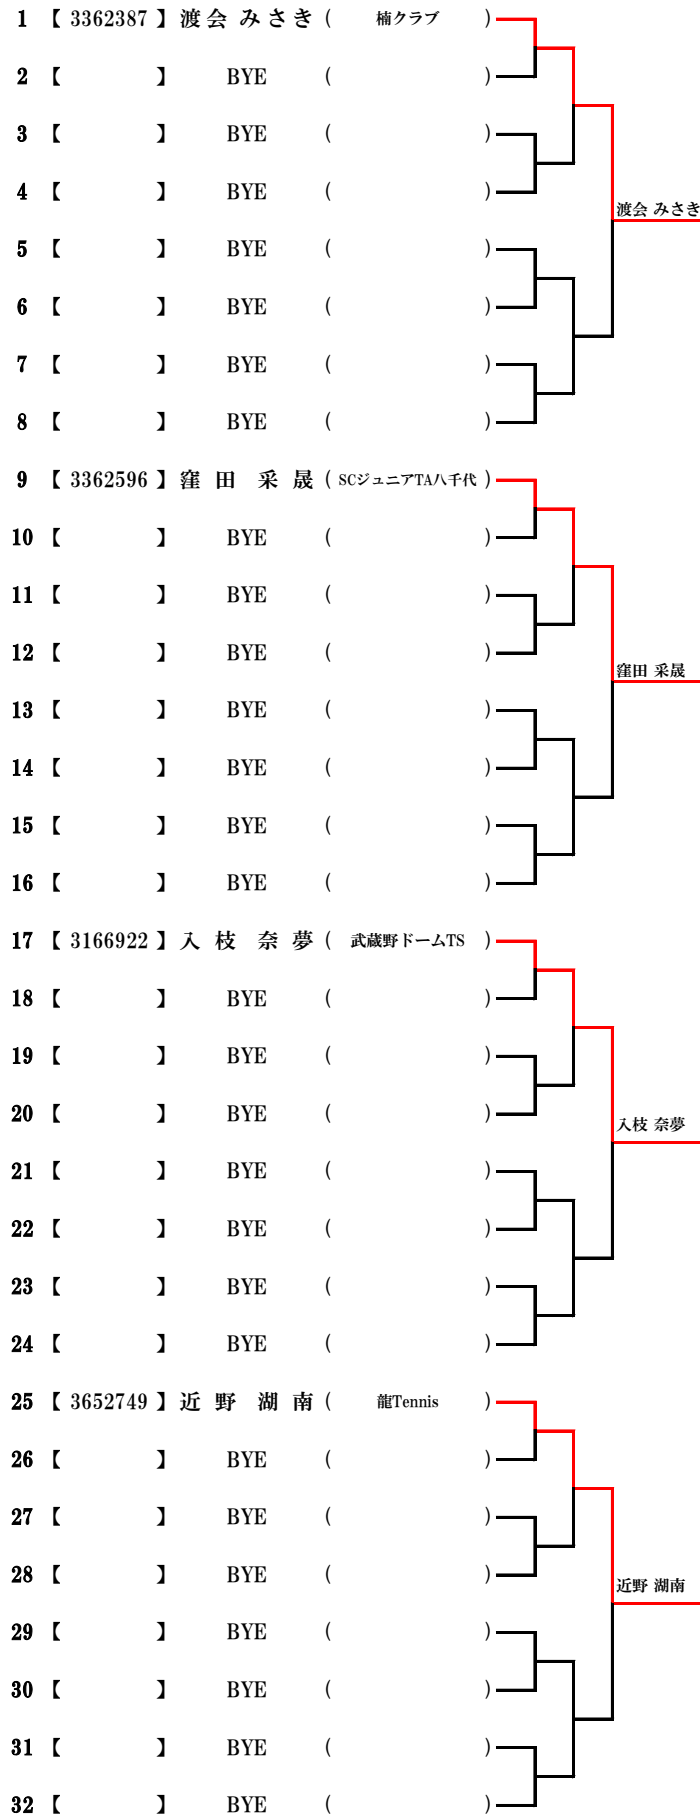 1 【 3362387 】 渡会 みさき ( 楠クラブ )
2 【 】 BYE ( )
3 【 】 BYE ( )
4 【 】 BYE ( )
渡会 みさき
5 【 】 BYE ( )
6 【 】 BYE ( )
7 【 】 BYE ( )
8 【 】 BYE ( )
9 【 3362596 】 窪田 采晟 ( SCジュニアTA八千代 )
10 【 】 BYE ( )
11 【 】 BYE ( )
12 【 】 BYE ( )
窪田 采晟
13 【 】 BYE ( )
14 【 】 BYE ( )
15 【 】 BYE ( )
16 【 】 BYE ( )
17 【 3166922 】 入枝 奈夢 ( 武蔵野ドームTS )
18 【 】 BYE ( )
19 【 】 BYE ( )
20 【 】 BYE ( )
入枝 奈夢
21 【 】 BYE ( )
22 【 】 BYE ( )
23 【 】 BYE ( )
24 【 】 BYE ( )
25 【 3652749 】 近野 湖南 ( 龍Tennis )
26 【 】 BYE ( )
27 【 】 BYE ( )
28 【 】 BYE ( )
近野 湖南
29 【 】 BYE ( )
30 【 】 BYE ( )
31 【 】 BYE ( )
32 【 】 BYE ( )